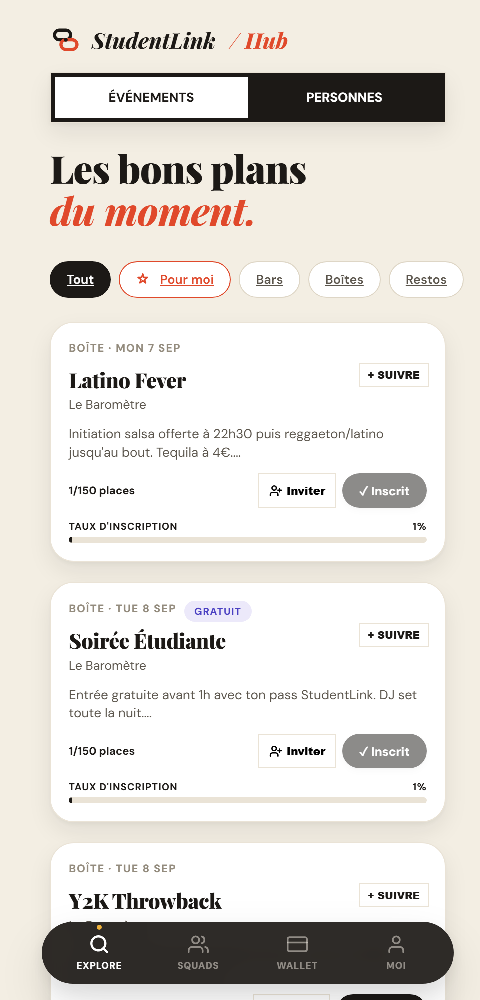 StudentLink / Hub
ÉVÉNEMENTS
PERSONNES
Les bons plans
du moment.
Tout
Pour moi
Bars
Boîtes
Restos
BOÎTE · MON 7 SEP
+ SUIVRE
Latino Fever
Le Baromètre
Initiation salsa offerte à 22h30 puis reggaeton/latino
jusqu'au bout. Tequila à 4€....
1/150 places
Inviter
✓ Inscrit
TAUX D'INSCRIPTION
1%
BOÎTE · TUE 8 SEP
GRATUIT
+ SUIVRE
Soirée Étudiante
Le Baromètre
Entrée gratuite avant 1h avec ton pass StudentLink. DJ set
toute la nuit....
1/150 places
Inviter
✓ Inscrit
TAUX D'INSCRIPTION
1%
BOÎTE · TUE 8 SEP
+ SUIVRE
Y2K Throwback
EXPLORE
SQUADS
WALLET
MOI